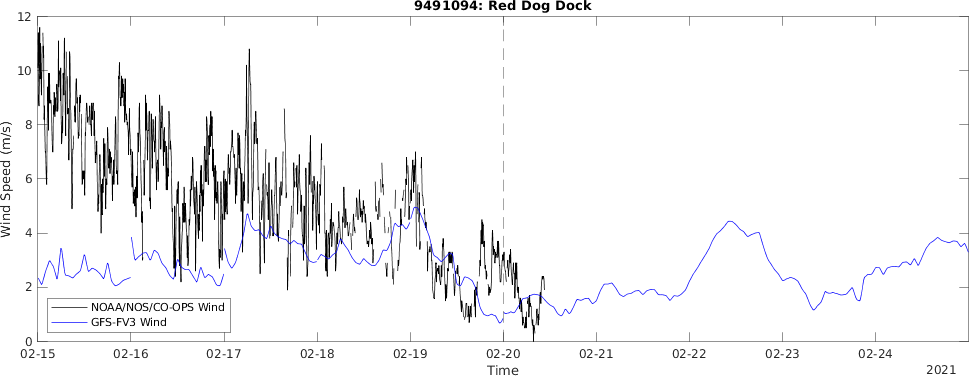 9491094: Red Dog Dock
12
10
8
6
4
2
0
Wind Speed (m/s)
NOAA/NOS/CO-OPS Wind
GFS-FV3 Wind
02-15 02-16 02-17 02-18 02-19 02-20 02-21 02-22 02-23 02-24
Time
2021